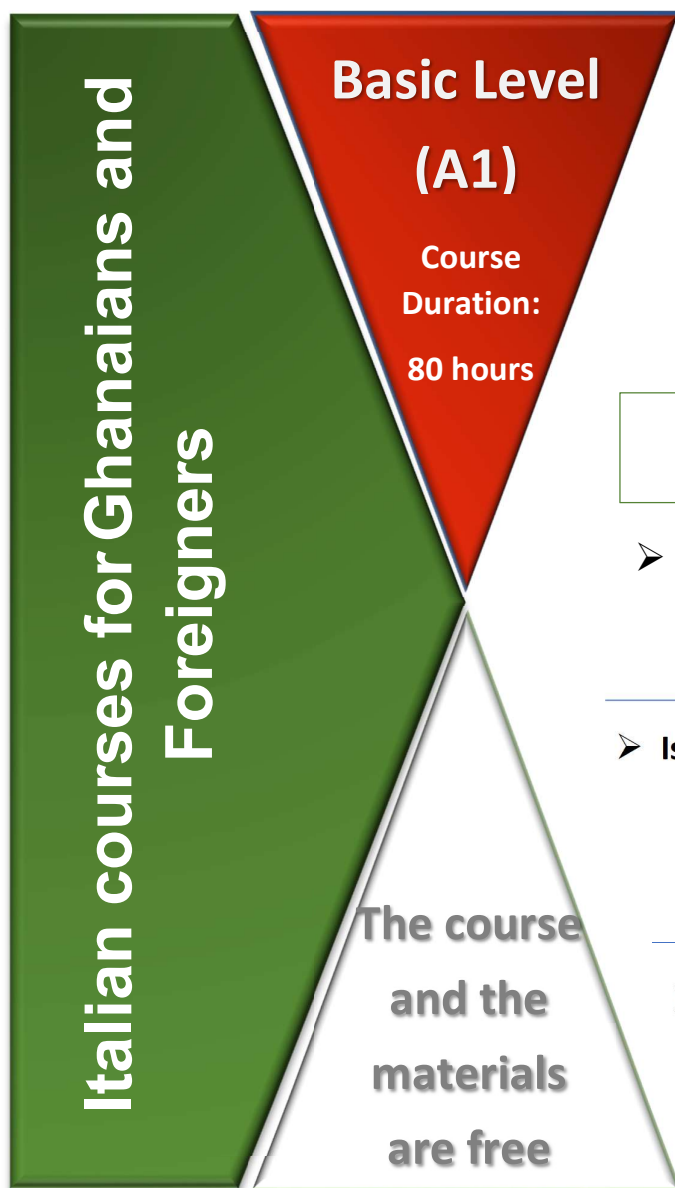 Italian courses for Ghanaians and
Foreigners
Basic Level
(A1)
Course
Duration:
80 hours
The course
and the
materials
are free